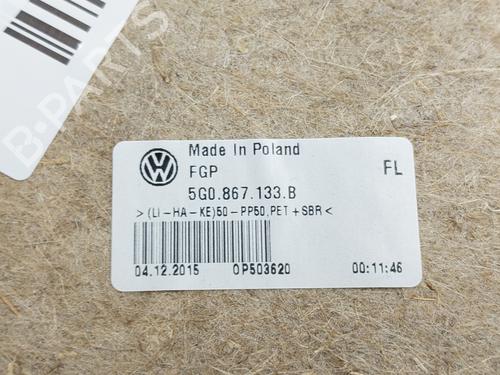 B-PARTS
Made In Poland
FGP
FL
5G0.867.133.B
>(LI-HA-KE)50-PP50,PET+SBR<
04.12.2015 0P503620 00:11:46